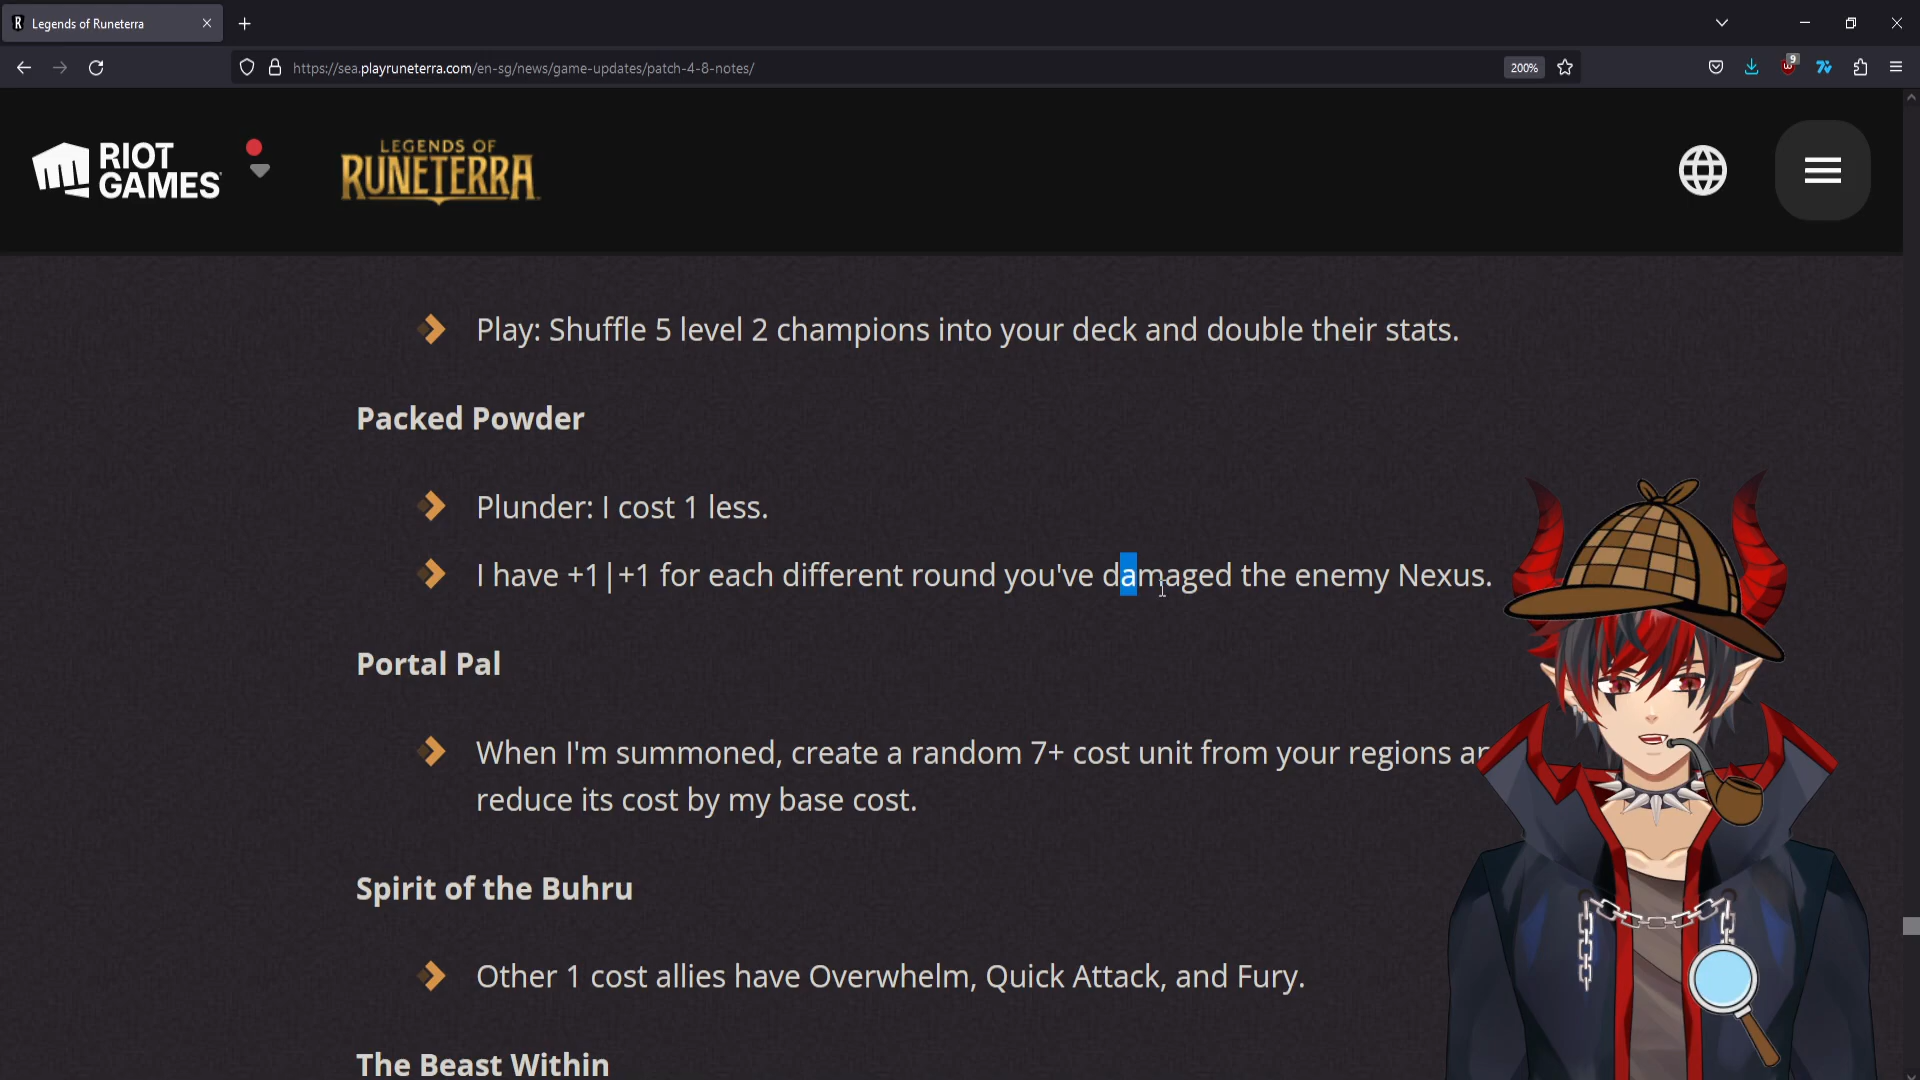 Legends of Runeterra
https://sea.playruneterra.com/en-sg/news/game-updates/patch-4-8-notes/
200%
9
RIOT
GAMES
LEGENDS OF
RUNETERRA
Play: Shuffle 5 level 2 champions into your deck and double their stats.
Packed Powder
Plunder: I cost 1 less.
I have +1|+1 for each different round you've damaged the enemy Nexus.
Portal Pal
When I'm summoned, create a random 7+ cost unit from your regions
reduce its cost by my base cost.
Spirit of the Buhru
Other 1 cost allies have Overwhelm, Quick Attack, and Fury.
The Beast Within